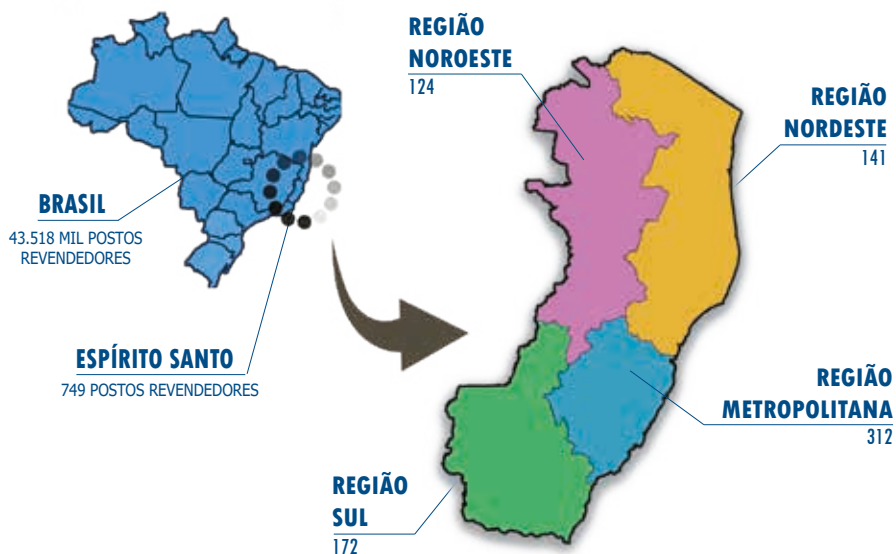 REGIÃO
NOROESTE
124
REGIÃO
NORDESTE
141
BRASIL
43.518 MIL POSTOS
REVENDEDORES
ESPÍRITO SANTO
749 POSTOS REVENDEDORES
REGIÃO
METROPOLITANA
312
REGIÃO
SUL
172